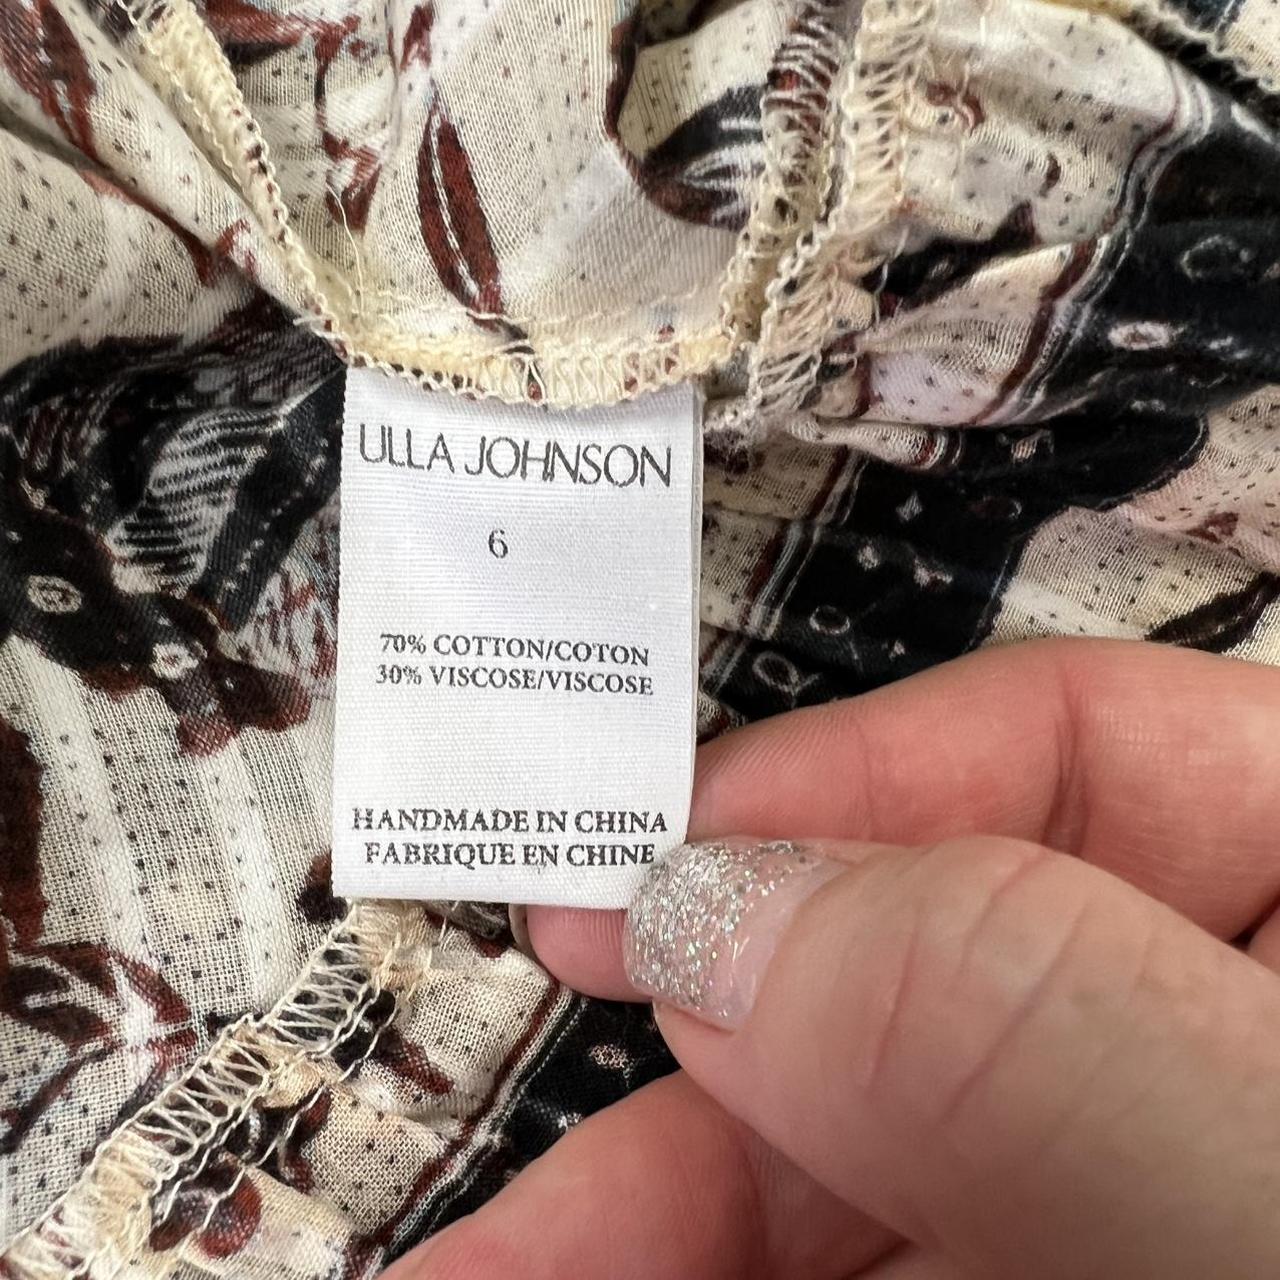 ULLA JOHNSON
6
70% COTTON/COTON
30% VISCOSE/VISCOSE
HANDMADE IN CHINA
FABRIQUE EN CHINE